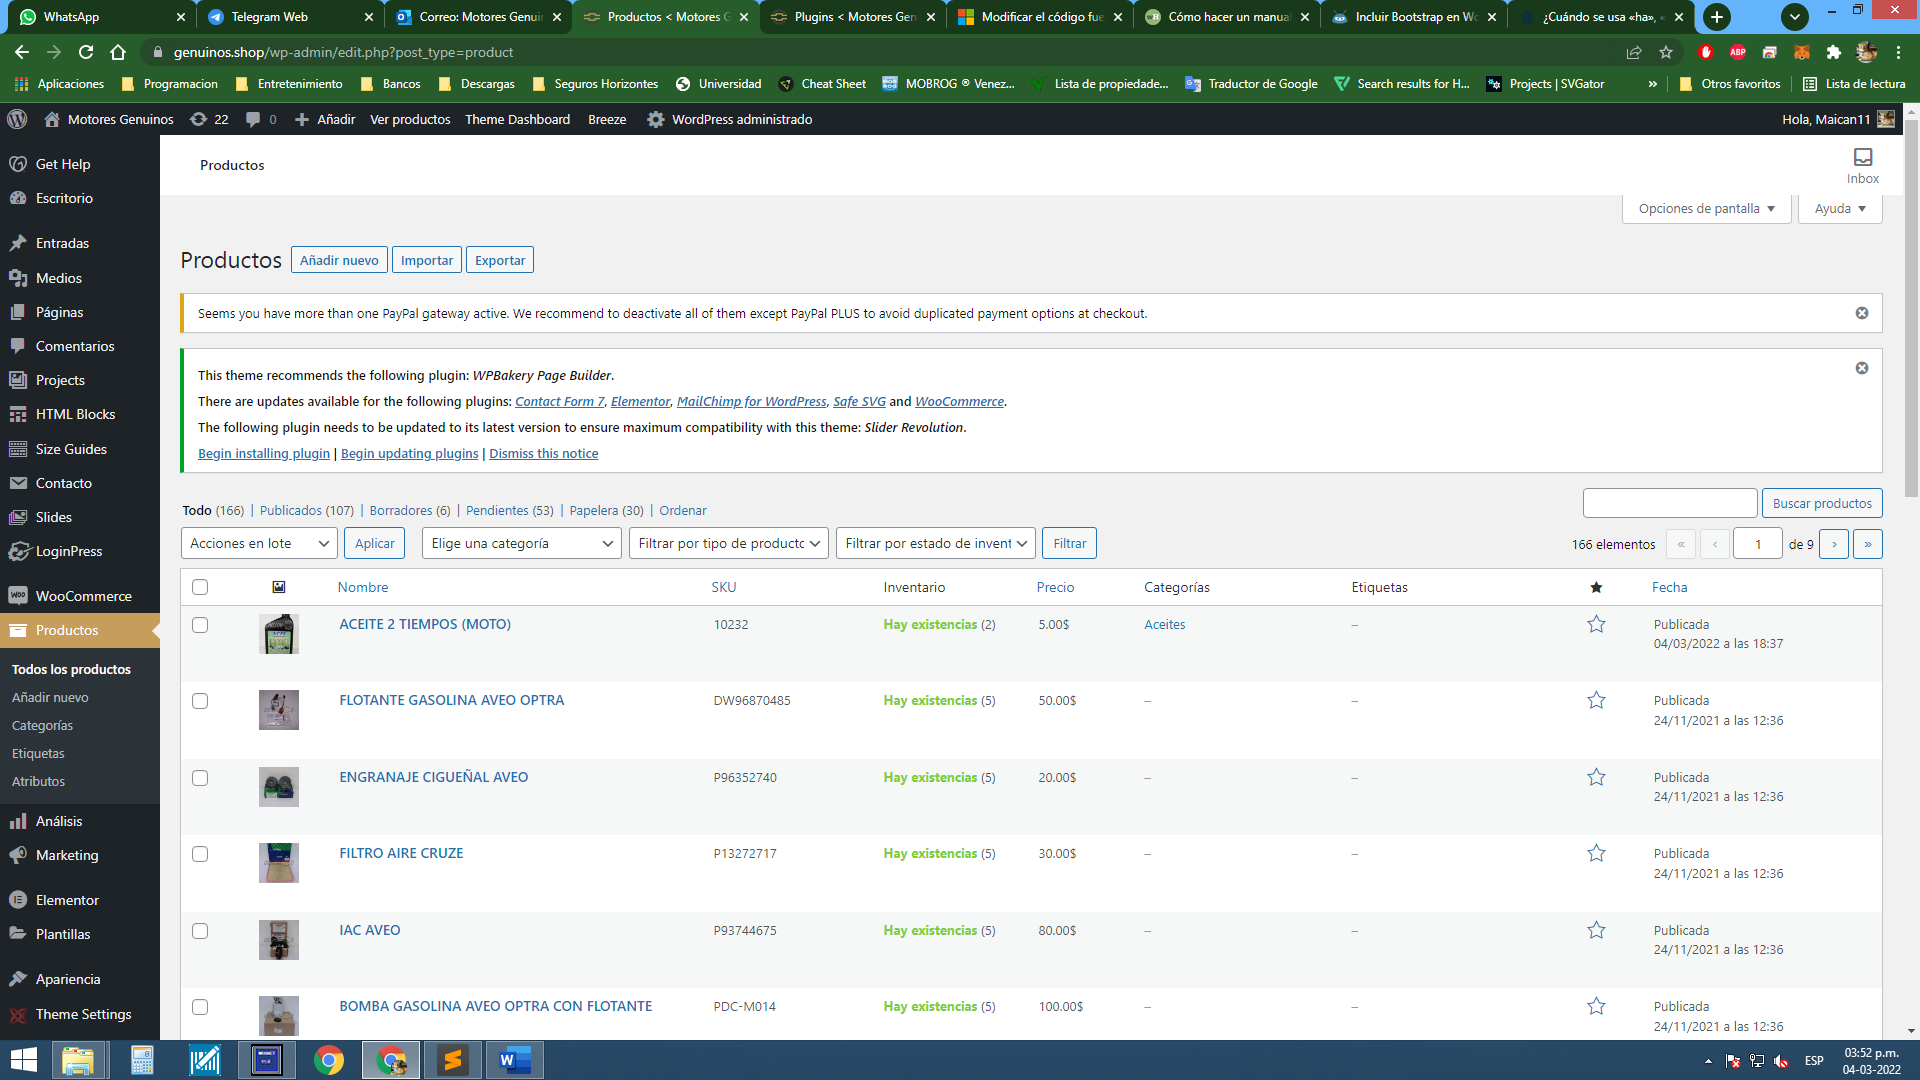 WhatsApp
Telegram Web
Correo: Motores Genuin
Productos < Motores G
Plugins < Motores Gen
Modificar el código fue
Cómo hacer un manual
Incluir Bootstrap en Wo
¿Cuándo se usa «ha»,
genuinos.shop/wp-admin/edit.php?post_type=product
Aplicaciones
Programacion
Entretenimiento
Bancos
Descargas
Seguros Horizontes
Universidad
Cheat Sheet
MOBROG ® Venez...
Lista de propiedade...
Traductor de Google
Search results for H...
Projects | SVGator
»
Otros favoritos
Lista de lectura
Motores Genuinos
22
0
Añadir
Ver productos
Theme Dashboard
Breeze
WordPress administrado
Hola, Maican11
Get Help
Escritorio
Entradas
Medios
Páginas
Comentarios
Projects
HTML Blocks
Size Guides
Contacto
Slides
LoginPress
WooCommerce
Productos
Todos los productos
Añadir nuevo
Categorías
Etiquetas
Atributos
Análisis
Marketing
Elementor
Plantillas
Apariencia
Theme Settings
Productos
Inbox
Opciones de pantalla
Ayuda
Productos
Añadir nuevo
Importar
Exportar
Seems you have more than one PayPal gateway active. We recommend to deactivate all of them except PayPal PLUS to avoid duplicated payment options at checkout.
This theme recommends the following plugin: WPBakery Page Builder.
There are updates available for the following plugins: Contact Form 7, Elementor, MailChimp for WordPress, Safe SVG and WooCommerce.
The following plugin needs to be updated to its latest version to ensure maximum compatibility with this theme: Slider Revolution.
Begin installing plugin | Begin updating plugins | Dismiss this notice
Todo (166) | Publicados (107) | Borradores (6) | Pendientes (53) | Papelera (30) | Ordenar
Buscar productos
Acciones en lote
Aplicar
Elige una categoría
Filtrar por tipo de producto
Filtrar por estado de invent
Filtrar
166 elementos « ‹ 1 de 9 › »
Nombre SKU Inventario Precio Categorías Etiquetas Fecha
ACEITE 2 TIEMPOS (MOTO) 10232 Hay existencias (2) 5.00$ Aceites – Publicada
04/03/2022 a las 18:37
FLOTANTE GASOLINA AVEO OPTRA DW96870485 Hay existencias (5) 50.00$ – – Publicada
24/11/2021 a las 12:36
ENGRANAJE CIGUEÑAL AVEO P96352740 Hay existencias (5) 20.00$ – – Publicada
24/11/2021 a las 12:36
FILTRO AIRE CRUZE P13272717 Hay existencias (5) 30.00$ – – Publicada
24/11/2021 a las 12:36
IAC AVEO P93744675 Hay existencias (5) 80.00$ – – Publicada
24/11/2021 a las 12:36
BOMBA GASOLINA AVEO OPTRA CON FLOTANTE PDC-M014 Hay existencias (5) 100.00$ – – Publicada
24/11/2021 a las 12:36
ESP
03:52 p.m.
04-03-2022